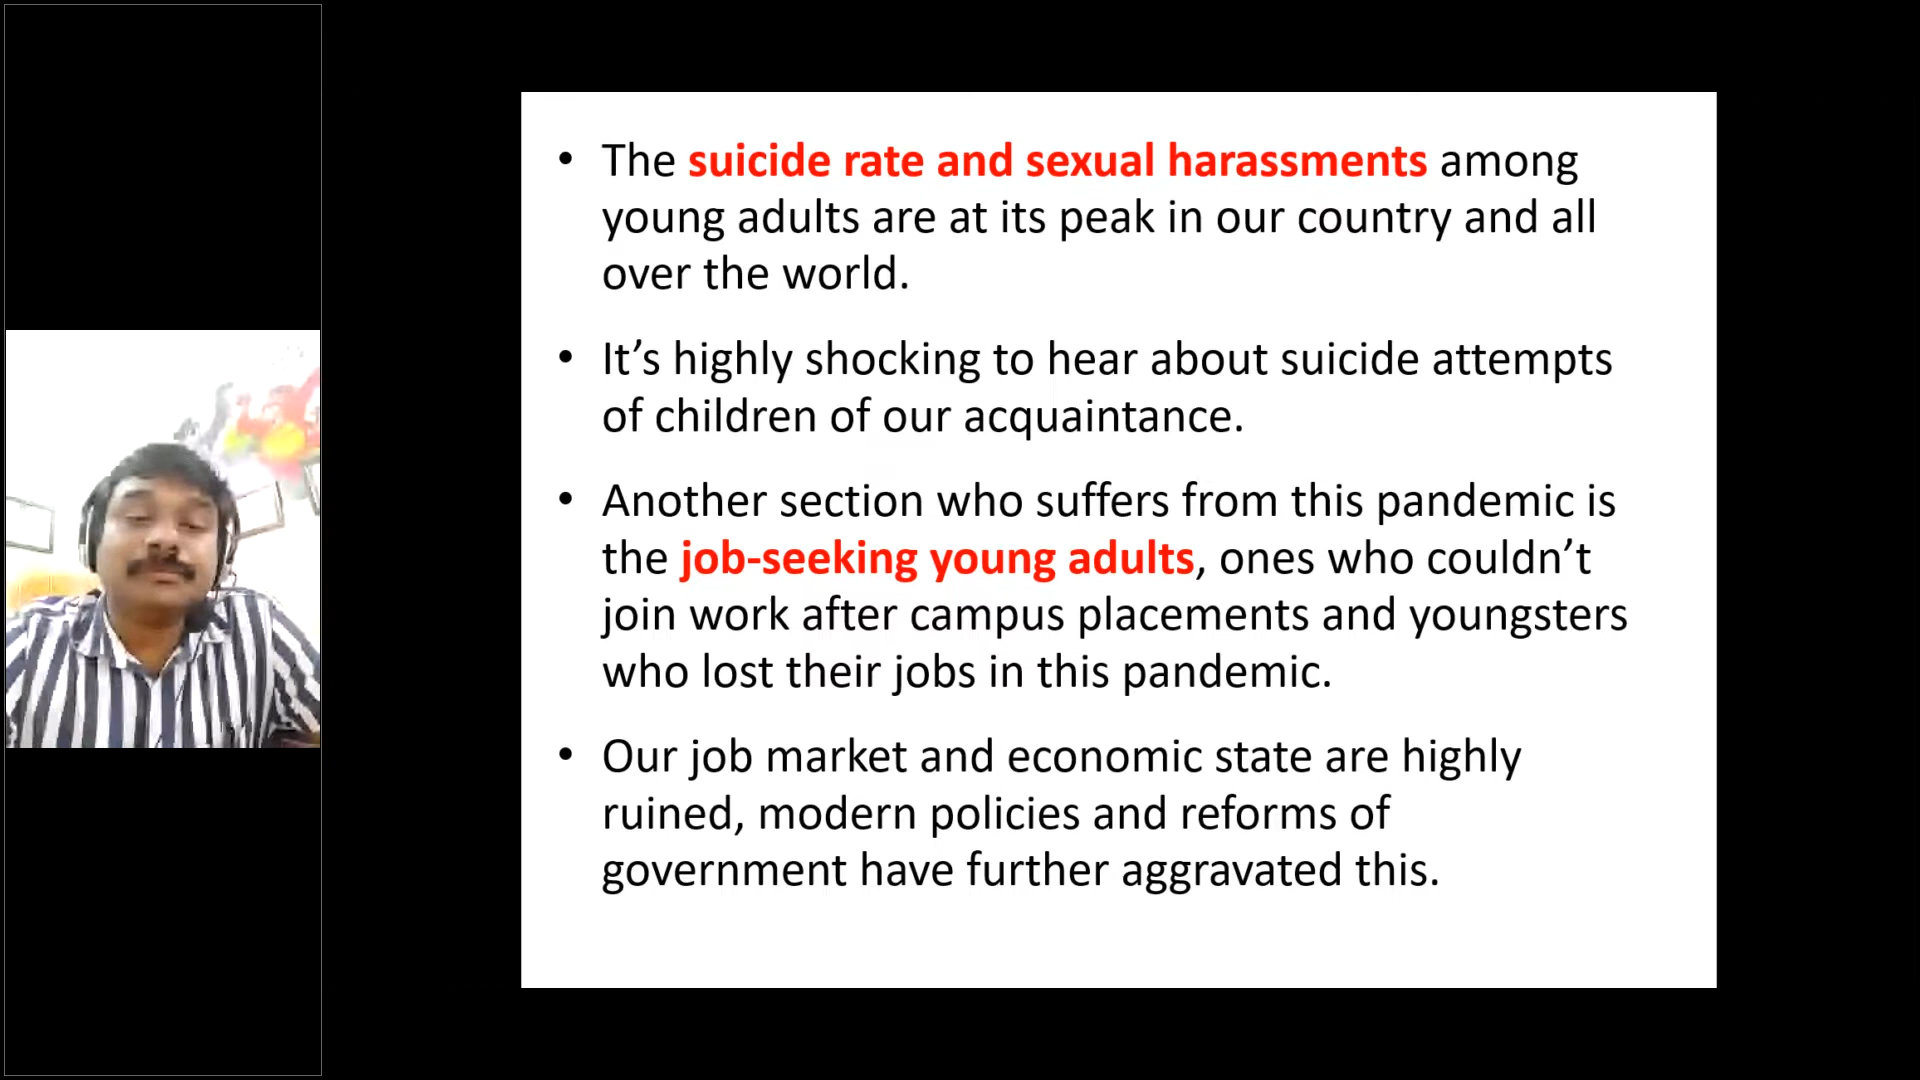 • The suicide rate and sexual harassments among
young adults are at its peak in our country and all
over the world.
• It’s highly shocking to hear about suicide attempts
of children of our acquaintance.
• Another section who suffers from this pandemic is
the job-seeking young adults, ones who couldn’t
join work after campus placements and youngsters
who lost their jobs in this pandemic.
• Our job market and economic state are highly
ruined, modern policies and reforms of
government have further aggravated this.